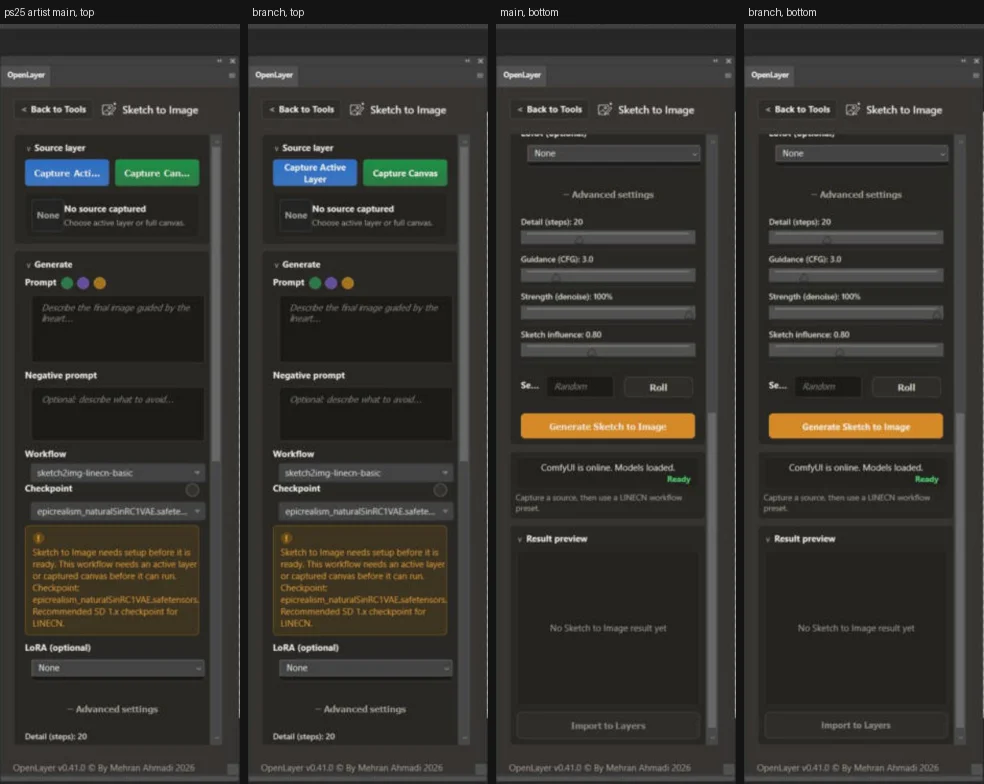 ps25 artist main, top
OpenLayer
< Back to Tools
Sketch to Image
Source layer
Capture Acti...
Capture Can...
None
No source captured
Choose active layer or full canvas.
Generate
Prompt
Describe the final image guided by the
lineart...
Negative prompt
Optional: describe what to avoid...
Workflow
sketch2img-linecn-basic
Checkpoint
epicrealism_naturalSinRC1VAE.safete...
Sketch to Image needs setup before it is
ready. This workflow needs an active layer
or captured canvas before it can run.
Checkpoint:
epicrealism_naturalSinRC1VAE.safetensors.
Recommended SD 1.x checkpoint for
LINECN.
LoRA (optional)
None
— Advanced settings
Detail (steps): 20
OpenLayer v0.41.0 © By Mehran Ahmadi 2026
branch, top
OpenLayer
< Back to Tools
Sketch to Image
Source layer
Capture Active
Layer
Capture Canvas
None
No source captured
Choose active layer or full canvas.
Generate
Prompt
Describe the final image guided by the
lineart...
Negative prompt
Optional: describe what to avoid...
Workflow
sketch2img-linecn-basic
Checkpoint
epicrealism_naturalSinRC1VAE.safete...
Sketch to Image needs setup before it is
ready. This workflow needs an active layer
or captured canvas before it can run.
Checkpoint:
epicrealism_naturalSinRC1VAE.safetensors.
Recommended SD 1.x checkpoint for
LINECN.
LoRA (optional)
None
— Advanced settings
Detail (steps): 20
OpenLayer v0.41.0 © By Mehran Ahmadi 2026
main, bottom
OpenLayer
< Back to Tools
Sketch to Image
LoRA (optional)
None
— Advanced settings
Detail (steps): 20
Guidance (CFG): 3.0
Strength (denoise): 100%
Sketch influence: 0.80
Se...
Random
Roll
Generate Sketch to Image
ComfyUI is online. Models loaded.
Ready
Capture a source, then use a LINECN workflow
preset.
Result preview
No Sketch to Image result yet
Import to Layers
OpenLayer v0.41.0 © By Mehran Ahmadi 2026
branch, bottom
OpenLayer
< Back to Tools
Sketch to Image
LoRA (optional)
None
— Advanced settings
Detail (steps): 20
Guidance (CFG): 3.0
Strength (denoise): 100%
Sketch influence: 0.80
Se...
Random
Roll
Generate Sketch to Image
ComfyUI is online. Models loaded.
Ready
Capture a source, then use a LINECN workflow
preset.
Result preview
No Sketch to Image result yet
Import to Layers
OpenLayer v0.41.0 © By Mehran Ahmadi 2026